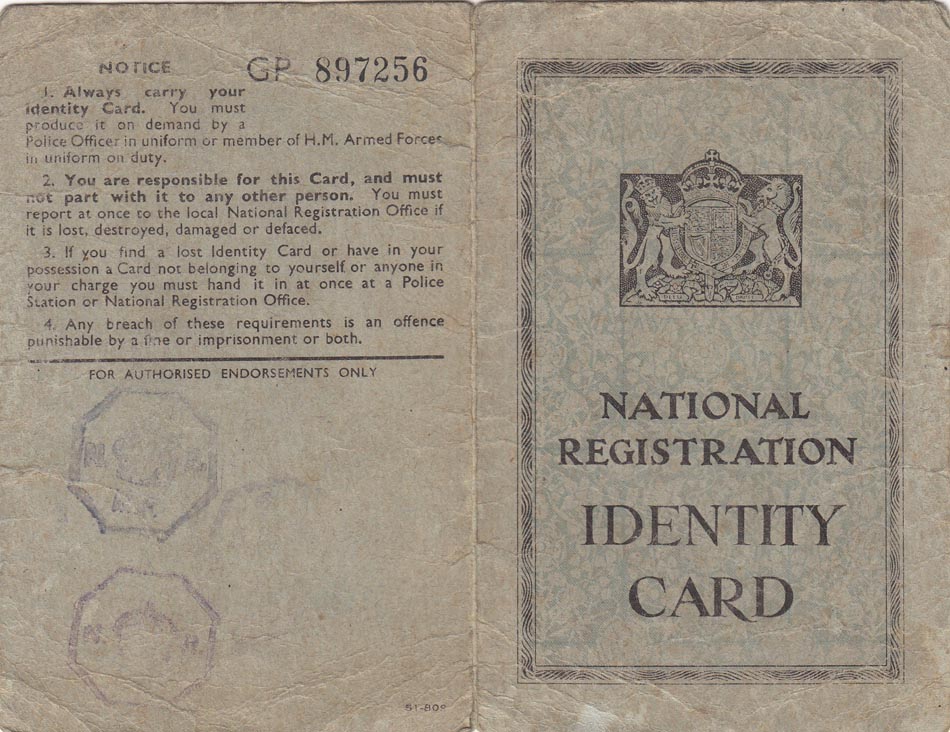 NOTICE
GP 897256
1. Always carry your
Identity Card. You must
produce it on demand by a
Police Officer in uniform or member of H.M. Armed Forces
in uniform on duty.
2. You are responsible for this Card, and must
not part with it to any other person. You must
report at once to the local National Registration Office if
it is lost, destroyed, damaged or defaced.
3. If you find a lost Identity Card or have in your
possession a Card not belonging to yourself or anyone in
your charge you must hand it in at once at a Police
Station or National Registration Office.
4. Any breach of these requirements is an offence
punishable by a fine or imprisonment or both.
FOR AUTHORISED ENDORSEMENTS ONLY
N. R.
NATIONAL
REGISTRATION
IDENTITY
CARD